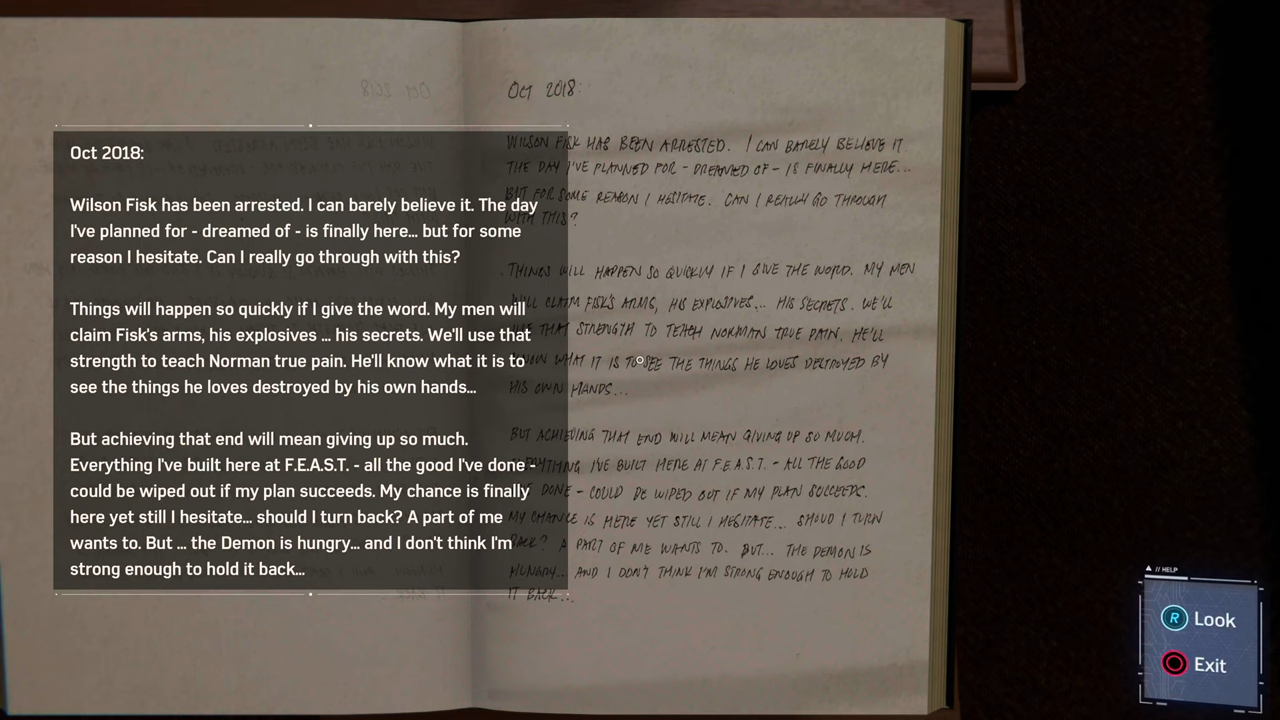 Oct 2018:
Wilson Fisk has been arrested. I can barely believe it. The day
I've planned for - dreamed of - is finally here... but for some
reason I hesitate. Can I really go through with this?
Things will happen so quickly if I give the word. My men will
claim Fisk's arms, his explosives ... his secrets. We'll use that
strength to teach Norman true pain. He'll know what it is to
see the things he loves destroyed by his own hands...
But achieving that end will mean giving up so much.
Everything I've built here at F.E.A.S.T. - all the good I've done -
could be wiped out if my plan succeeds. My chance is finally
here yet still I hesitate... should I turn back? A part of me
wants to. But ... the Demon is hungry... and I don't think I'm
strong enough to hold it back...
OCT 2018:
WILSON FISK HAS BEEN ARRESTED. I CAN BARELY BELIEVE IT.
THE DAY I'VE PLANNED FOR - DREAMED OF - IS FINALLY HERE...
BUT FOR SOME REASON I HESITATE. CAN I REALLY GO THROUGH
WITH THIS?
THINGS WILL HAPPEN SO QUICKLY IF I GIVE THE WORD. MY MEN
WILL CLAIM FISK'S ARMS, HIS EXPLOSIVES... HIS SECRETS. WE'LL
USE THAT STRENGTH TO TEACH NORMAN TRUE PAIN. HE'LL
KNOW WHAT IT IS TO SEE THE THINGS HE LOVES DESTROYED BY
HIS OWN HANDS...
BUT ACHIEVING THAT END WILL MEAN GIVING UP SO MUCH.
EVERYTHING I'VE BUILT HERE AT F.E.A.S.T. - ALL THE GOOD
I'VE DONE - COULD BE WIPED OUT IF MY PLAN SUCCEEDS.
MY CHANCE IS HERE YET STILL I HESITATE... SHOUD I TURN
BACK? A PART OF ME WANTS TO. BUT... THE DEMON IS
HUNGRY... AND I DON'T THINK I'M STRONG ENOUGH TO HOLD
IT BACK...
// HELP
R Look
Exit